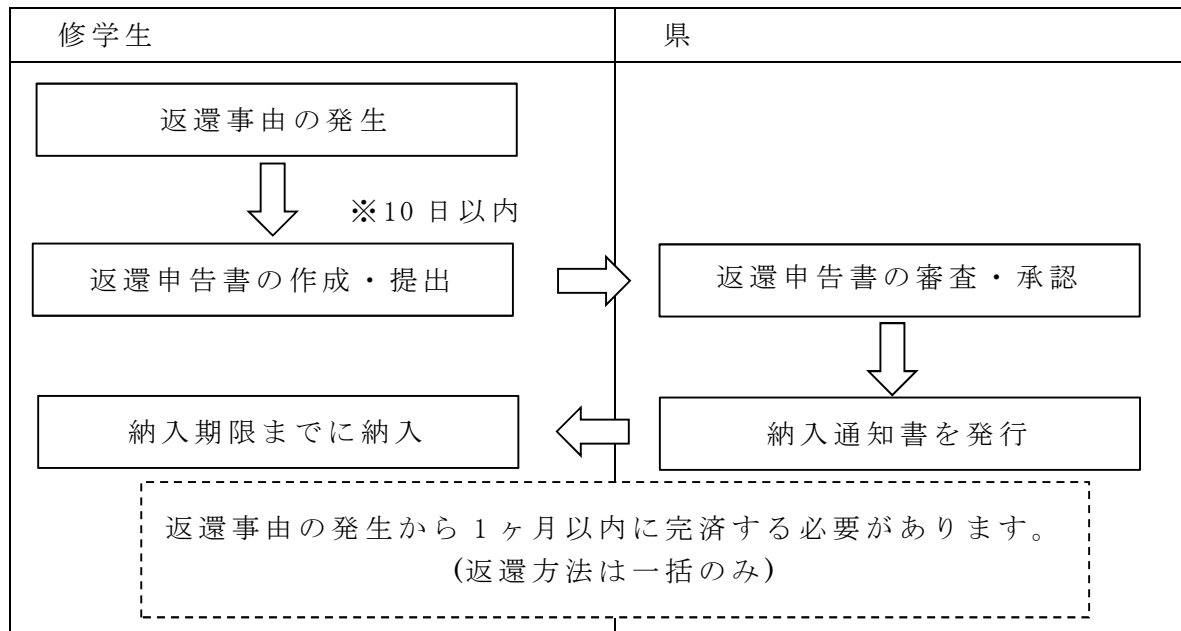 修学生
県
返還事由の発生
※10日以内
返還申告書の作成・提出
返還申告書の審査・承認
納入期限までに納入
納入通知書を発行
返還事由の発生から1ヶ月以内に完済する必要があります。
(返還方法は一括のみ)